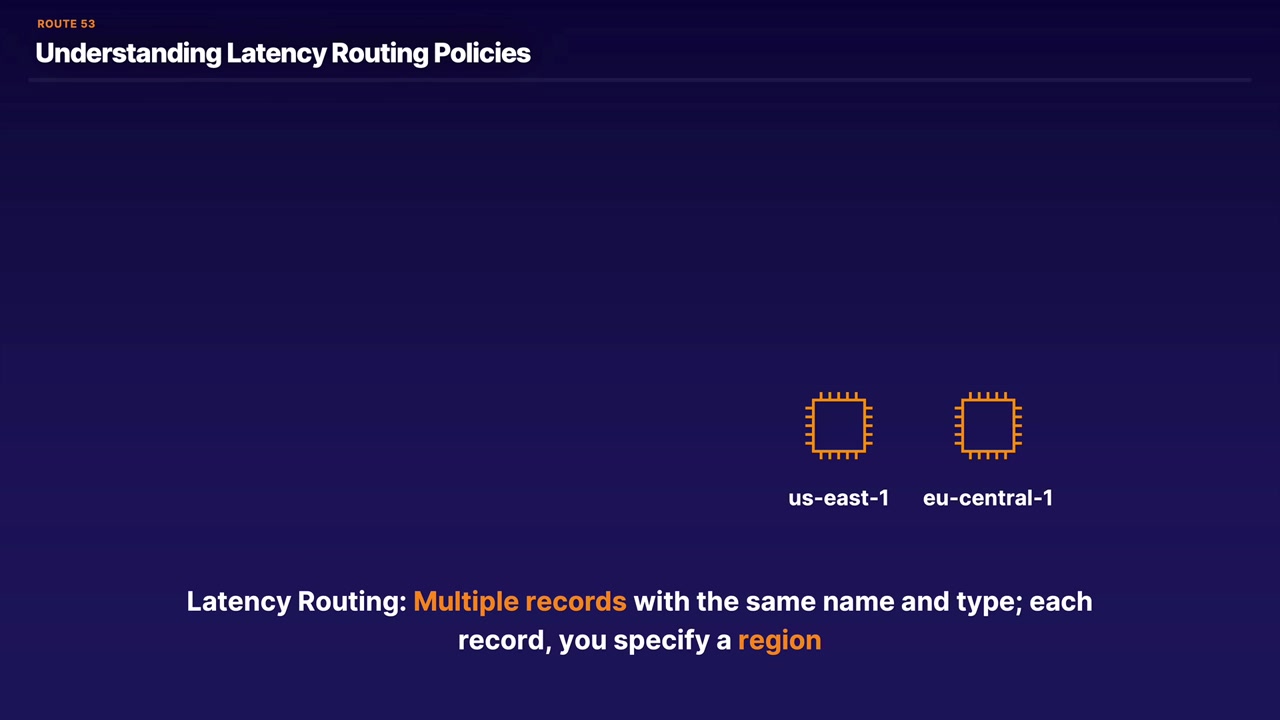 ROUTE 53
Understanding Latency Routing Policies
us-east-1
eu-central-1
Latency Routing: Multiple records with the same name and type; each
record, you specify a region